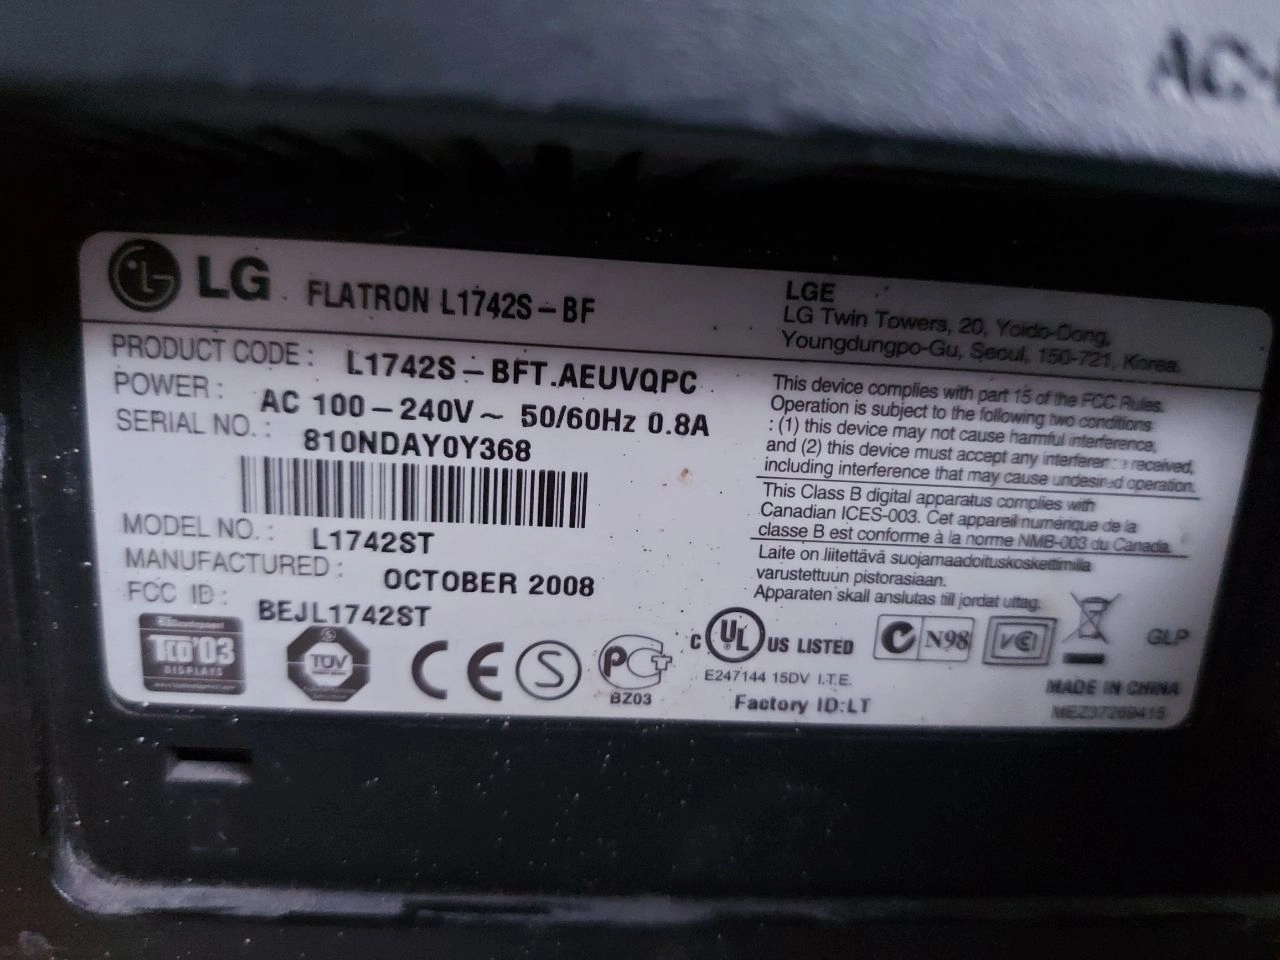 AC-
LG FLATRON L1742S-BF
LGE
LG Twin Towers, 20, Yoido-Dong,
Youngdungpo-Gu, Seoul, 150-721, Korea.
PRODUCT CODE : L1742S-BFT.AEUVQPC
POWER : AC 100-240V~ 50/60Hz 0.8A
SERIAL NO. : 810NDAY0Y368
MODEL NO. : L1742ST
MANUFACTURED : OCTOBER 2008
FCC ID : BEJL1742ST
This device complies with part 15 of the FCC Rules.
Operation is subject to the following two conditions
: (1) this device may not cause harmful interference,
and (2) this device must accept any interference received,
including interference that may cause undesired operation.
This Class B digital apparatus complies with
Canadian ICES-003. Cet appareil numérique de la
classe B est conforme à la norme NMB-003 du Canada.
Laite on liitettävä suojamaadoituskoskettimilla
varustettuun pistorasiaan.
Apparaten skall anslutas till jordat uttag.
TCO'03
DISPLAYS
TÜV
CE
S
BZ03
C UL US LISTED
E247144 15DV I.T.E.
Factory ID:LT
N98
VCI
GLP
MADE IN CHINA
MEZ37269415